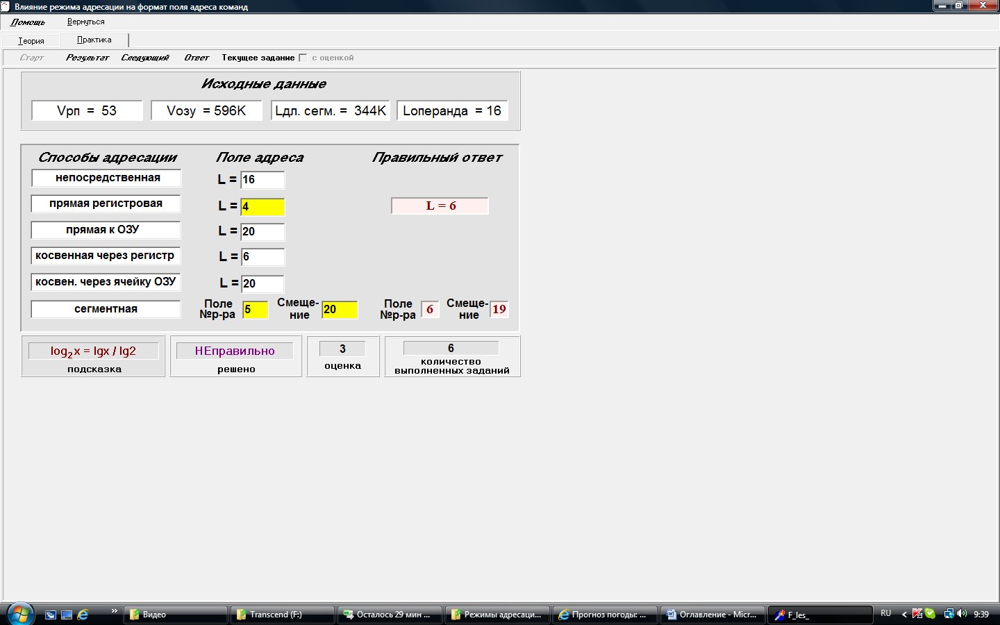 Влияние режима адресации на формат поля адреса команд
Помощь Вернуться
Теория Практика
Старт Результат Следующий Ответ Текущее задание с оценкой
Исходные данные
Vрп = 53 Vозу = 596K Lдл. сегм. = 344K Lоперанда = 16
Способы адресации Поле адреса Правильный ответ
непосредственная L = 16
прямая регистровая L = 4 L = 6
прямая к ОЗУ L = 20
косвенная через регистр L = 6
косвен. через ячейку ОЗУ L = 20
сегментная Поле №р-ра 5 Смеще-ние 20 Поле №р-ра 6 Смеще-ние 19
log2x = lgx / lg2 НЕправильно 3 6
подсказка решено оценка количество выполненных заданий
» Видео Transcend (F:) Осталось 29 мин ... Режимы адресаци... Прогноз погоды: ... Оглавление - Micr... F_les_ RU < 9:39